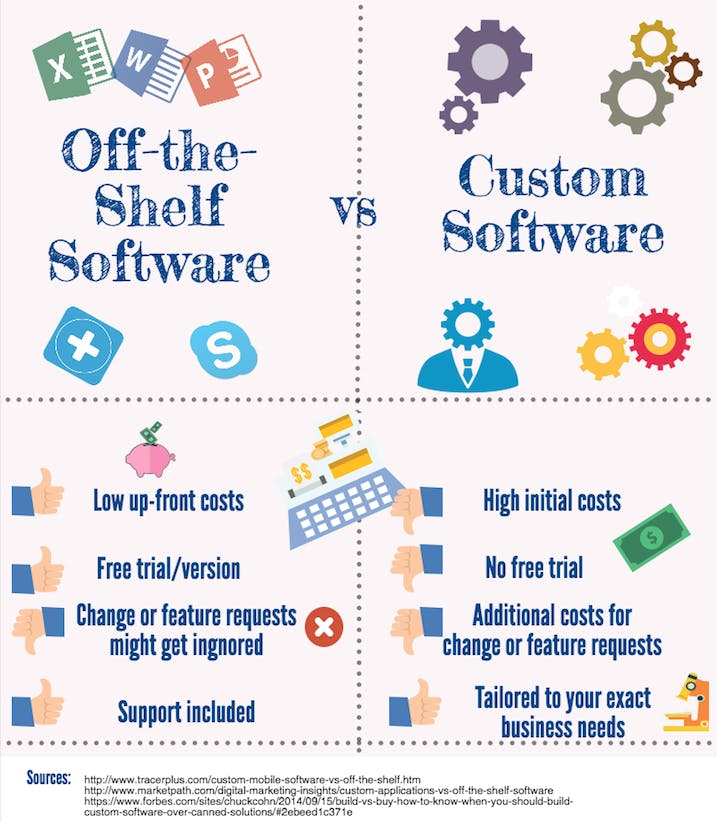 X
W
P
Off-the-
Shelf
Software
vs
Custom
Software
S
Low up-front costs
High initial costs
Free trial/version
No free trial
Change or feature requests
might get ingnored
Additional costs for
change or feature requests
Support included
Tailored to your exact
business needs
Sources:
http://www.tracerplus.com/custom-mobile-software-vs-off-the-shelf.htm
http://www.marketpath.com/digital-marketing-insights/custom-applications-vs-off-the-shelf-software
https://www.forbes.com/sites/chuckcohn/2014/09/15/build-vs-buy-how-to-know-when-you-should-build-
custom-software-over-canned-solutions/#2ebeed1c371e